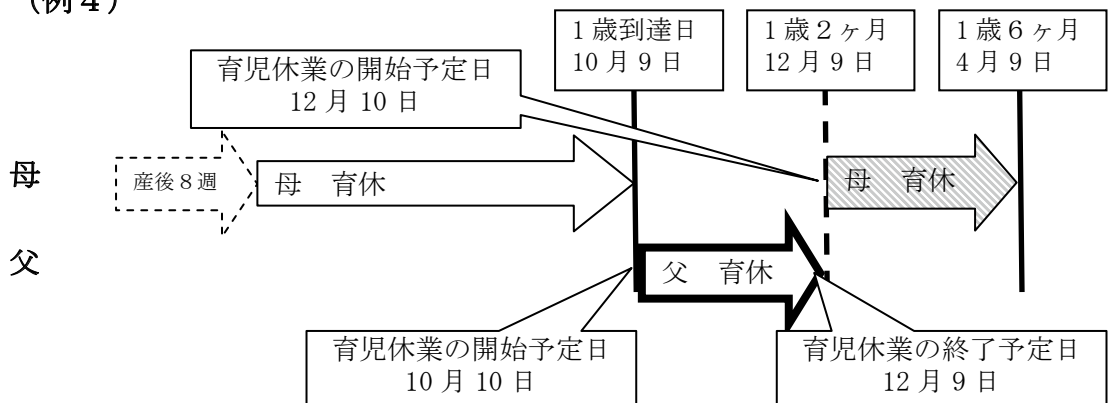 （例４）
１歳到達日
10 月 9 日
１歳２ヶ月
12 月 9 日
１歳６ヶ月
4 月 9 日
育児休業の開始予定日
12 月 10 日
母
産後８週
母　育休
母　育休
父
父　育休
育児休業の開始予定日
10 月 10 日
育児休業の終了予定日
12 月 9 日